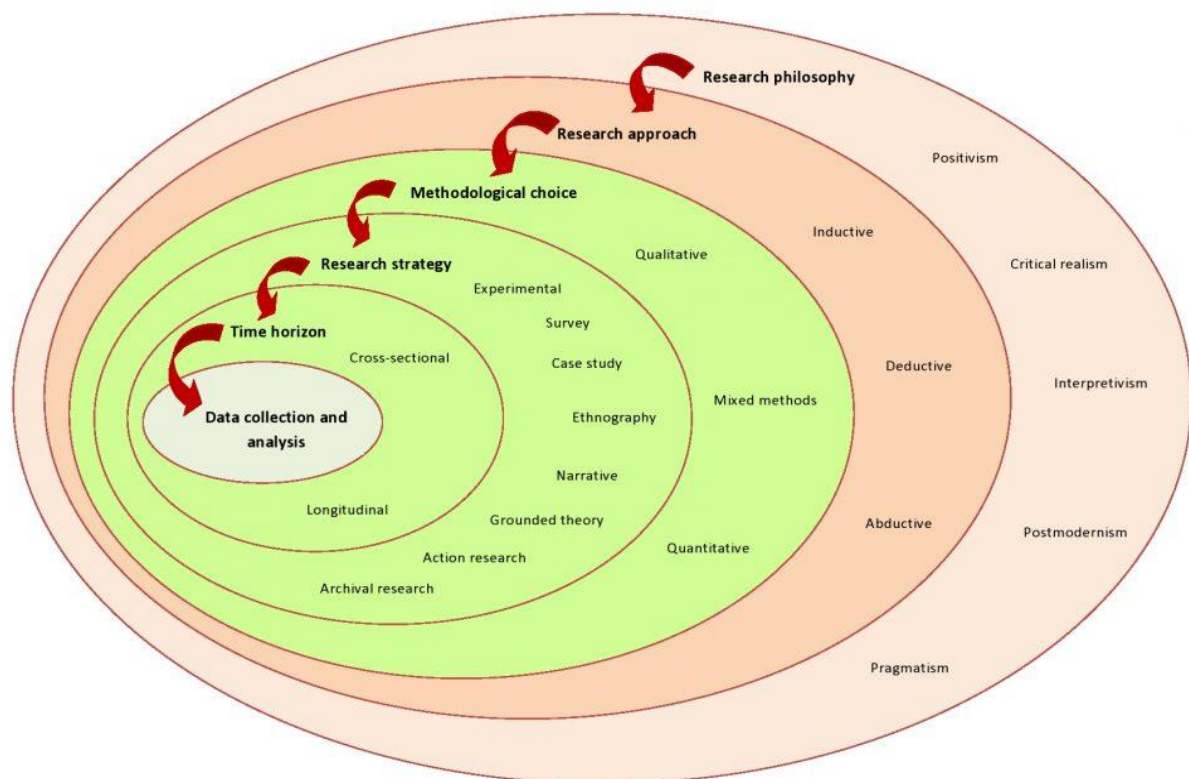 Research philosophy
Research approach
Positivism
Methodological choice
Inductive
Qualitative
Research strategy
Critical realism
Experimental
Survey
Time horizon
Cross-sectional
Case study
Deductive
Interpretivism
Mixed methods
Data collection and
analysis
Ethnography
Narrative
Longitudinal
Grounded theory
Abductive
Postmodernism
Quantitative
Action research
Archival research
Pragmatism